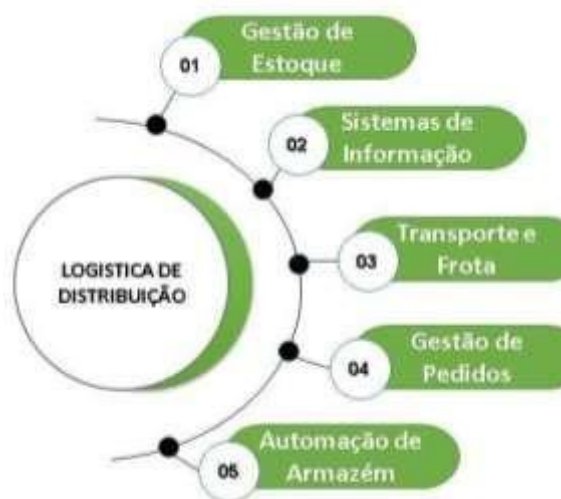 01
Gestão de
Estoque
02
Sistemas de
Informação
LOGISTICA DE
DISTRIBUIÇÃO
03
Transporte e
Frota
04
Gestão de
Pedidos
05
Automação de
Armazém